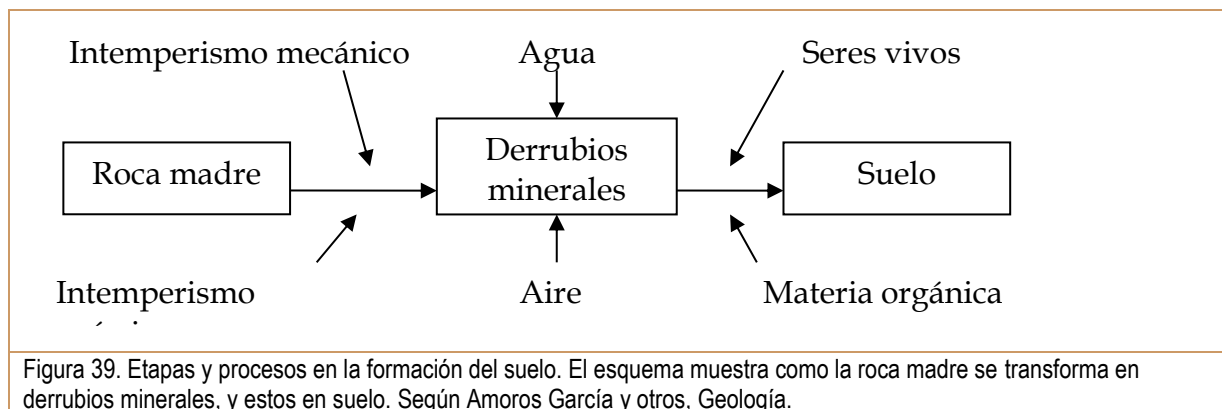 Intemperismo mecánico
Agua
Seres vivos
Roca madre
Derrubios
minerales
Suelo
Intemperismo
Aire
Materia orgánica
Figura 39. Etapas y procesos en la formación del suelo. El esquema muestra como la roca madre se transforma en
derrubios minerales, y estos en suelo. Según Amoros García y otros, Geología.